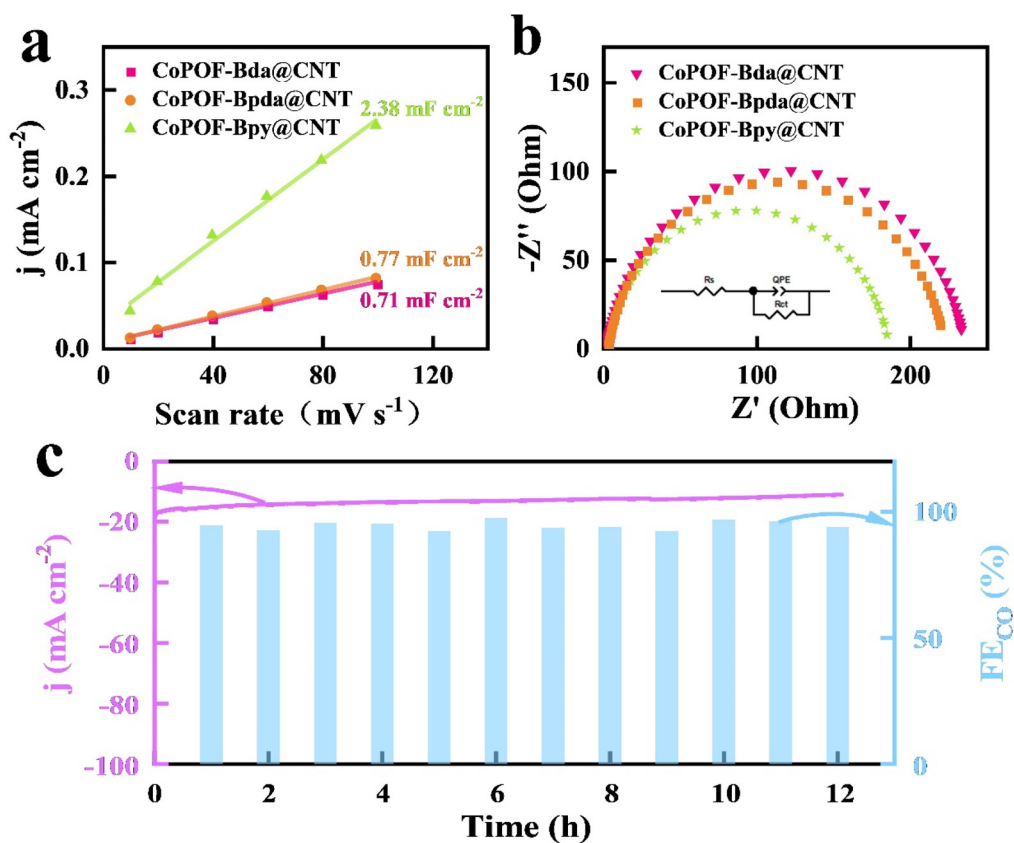 a
CoPOF-Bda@CNT
CoPOF-Bpda@CNT
CoPOF-Bpy@CNT
2.38 mF cm⁻²
0.77 mF cm⁻²
0.71 mF cm⁻²
j (mA cm⁻²)
0.3
0.2
0.1
0.0
0 40 80 120
Scan rate（mV s⁻¹）
b
CoPOF-Bda@CNT
CoPOF-Bpda@CNT
CoPOF-Bpy@CNT
-Z'' (Ohm)
150
100
50
0
Rs
QPE
Rct
0 100 200
Z' (Ohm)
c
j (mA cm⁻²)
0
-20
-40
-60
-80
-100
100
50
0
FE_CO (%)
0 2 4 6 8 10 12
Time (h)